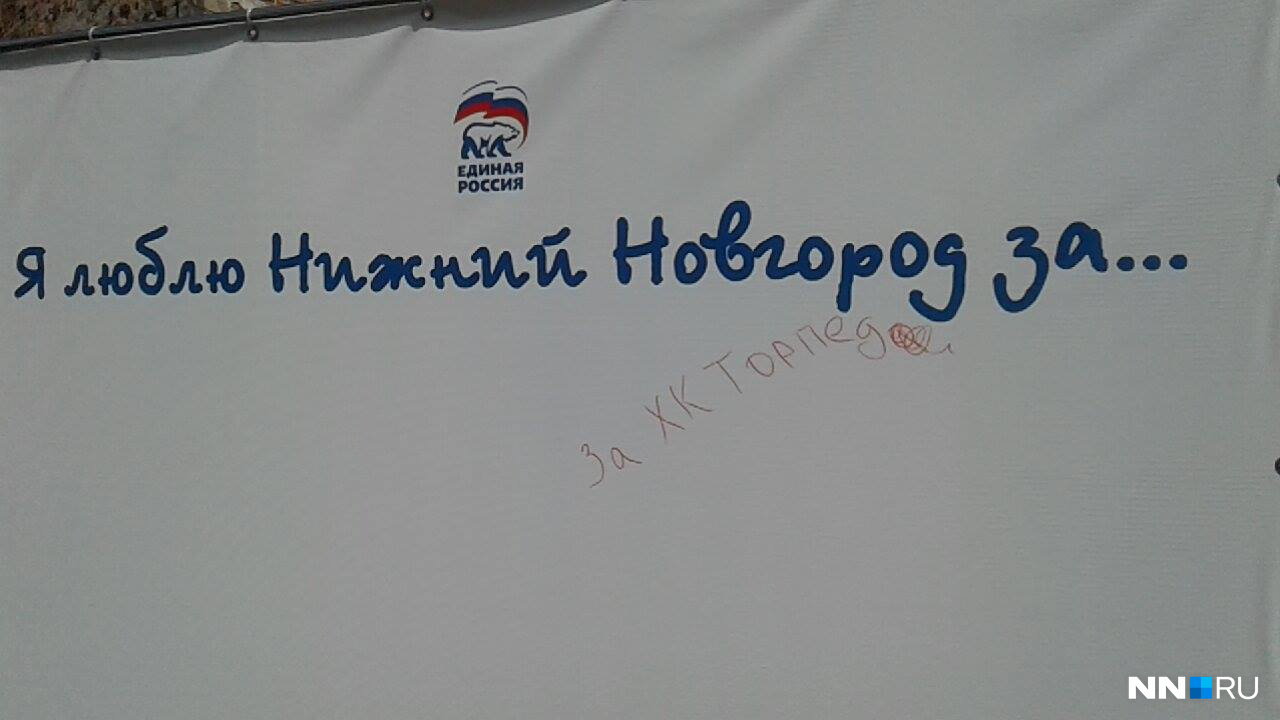 ЕДИНАЯ
РОССИЯ
Я люблю Нижний Новгород за...
За ХК Торпедо
NN.RU